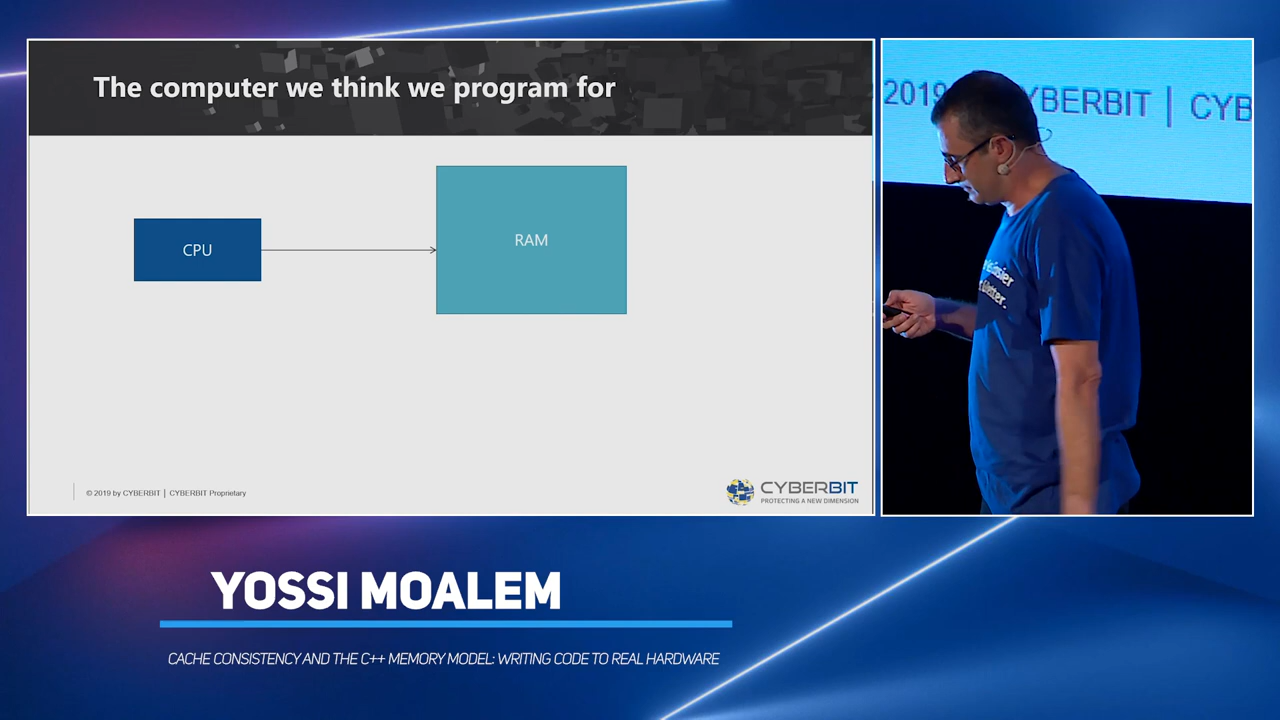 The computer we think we program for
CPU
RAM
© 2019 by CYBERBIT | CYBERBIT Proprietary
CYBERBIT
PROTECTING A NEW DIMENSION
2019
YBERBIT | CYB
YOSSI MOALEM
CACHE CONSISTENCY AND THE C++ MEMORY MODEL: WRITING CODE TO REAL HARDWARE